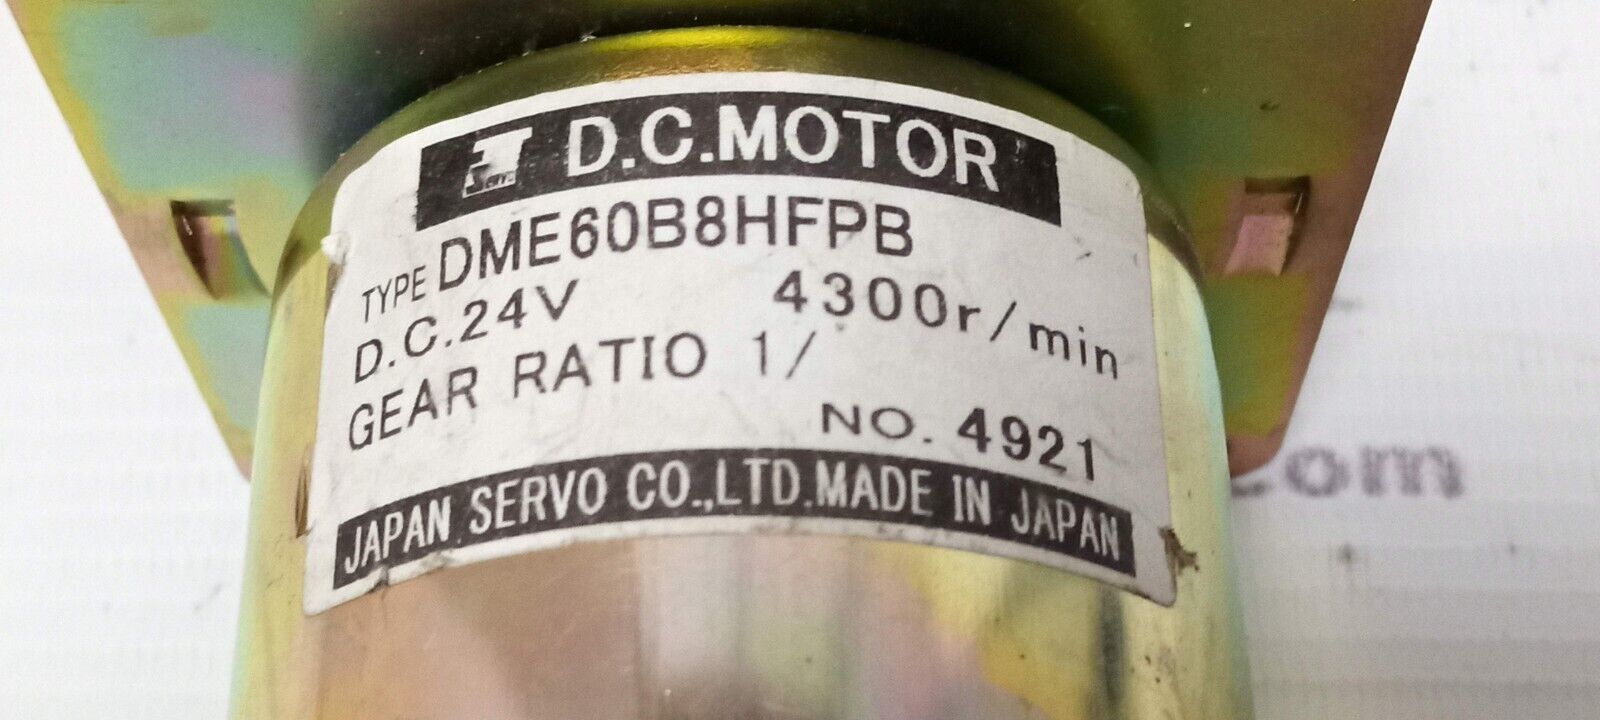 SERVO D.C.MOTOR
TYPE DME60B8HFPB
D.C.24V 4300r/min
GEAR RATIO 1/
NO. 4921
JAPAN SERVO CO.,LTD.MADE IN JAPAN
com